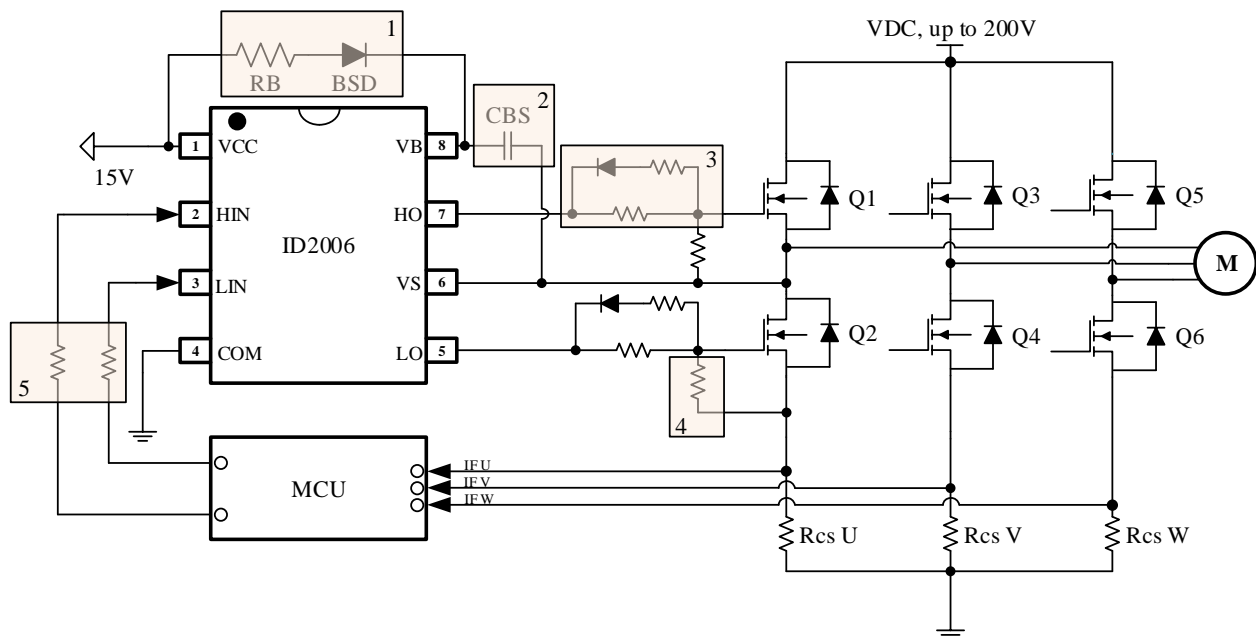 1
VDC, up to 200V
RB
BSD
2
CBS
3
1
VCC
VB
8
15V
Q1
Q3
Q5
2
HIN
HO
7
ID2006
M
3
LIN
VS
6
Q2
Q4
Q6
4
COM
LO
5
5
4
MCU
IFU
IFV
IFW
Rcs U
Rcs V
Rcs W